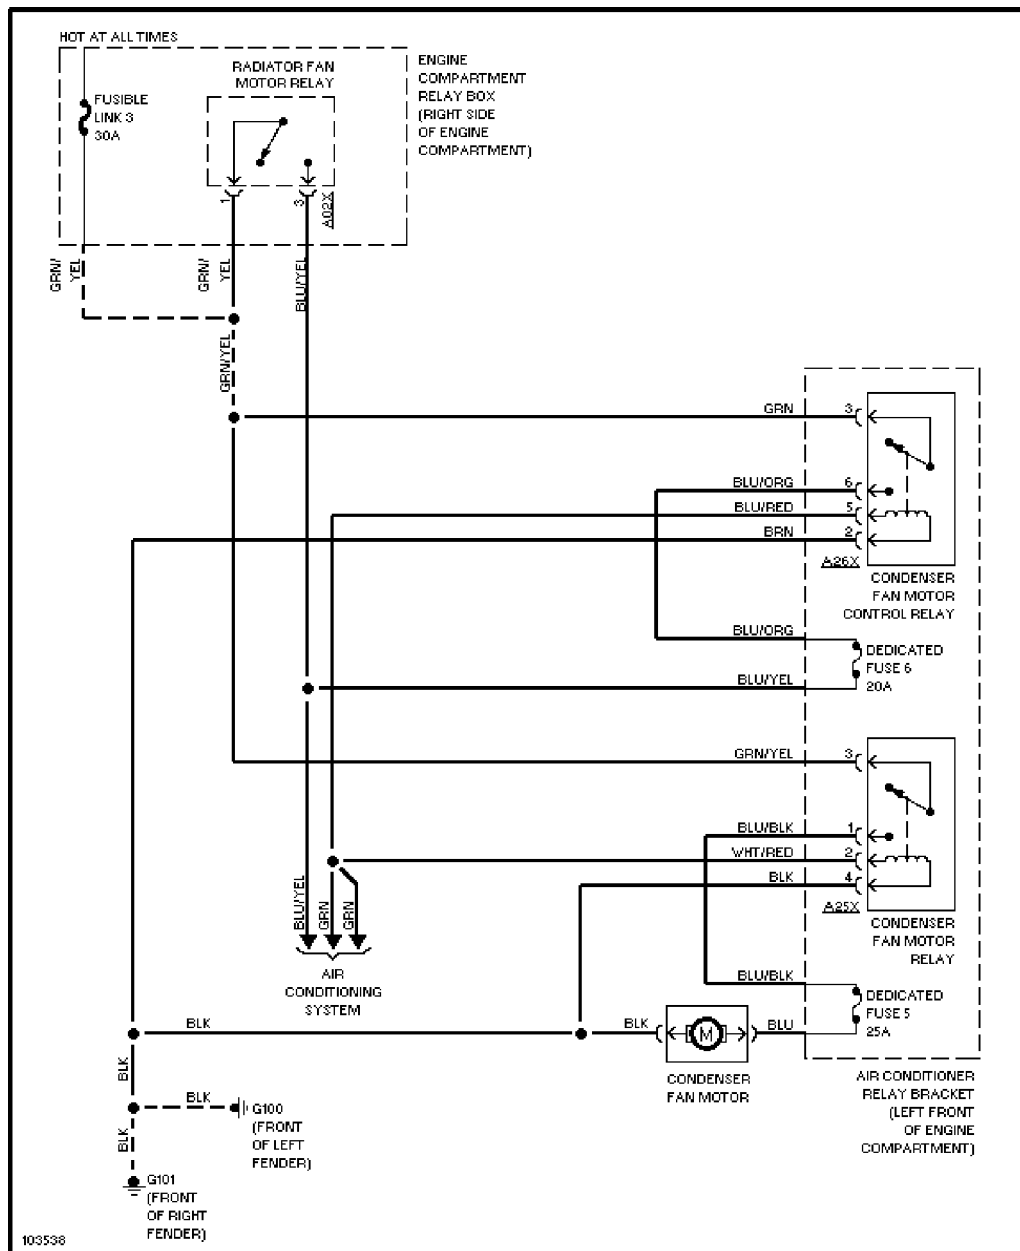 HOT AT ALL TIMES
FUSIBLE
LINK 3
30A
RADIATOR FAN
MOTOR RELAY
ENGINE
COMPARTMENT
RELAY BOX
(RIGHT SIDE
OF ENGINE
COMPARTMENT)
1
3
A02X
GRN/
YEL
GRN/
YEL
BLU/YEL
GRN/YEL
GRN
3
BLU/ORG
6
BLU/RED
5
BRN
2
A26X
CONDENSER
FAN MOTOR
CONTROL RELAY
BLU/ORG
DEDICATED
FUSE 6
20A
BLU/YEL
GRN/YEL
3
BLU/BLK
1
WHT/RED
2
BLK
4
A25X
CONDENSER
FAN MOTOR
RELAY
BLU/YEL
GRN
GRN
AIR
CONDITIONING
SYSTEM
BLU/BLK
DEDICATED
FUSE 5
25A
BLK
BLK
M
BLU
CONDENSER
FAN MOTOR
AIR CONDITIONER
RELAY BRACKET
(LEFT FRONT
OF ENGINE
COMPARTMENT)
BLK
BLK
G100
(FRONT
OF LEFT
FENDER)
BLK
G101
(FRONT
OF RIGHT
FENDER)
103538